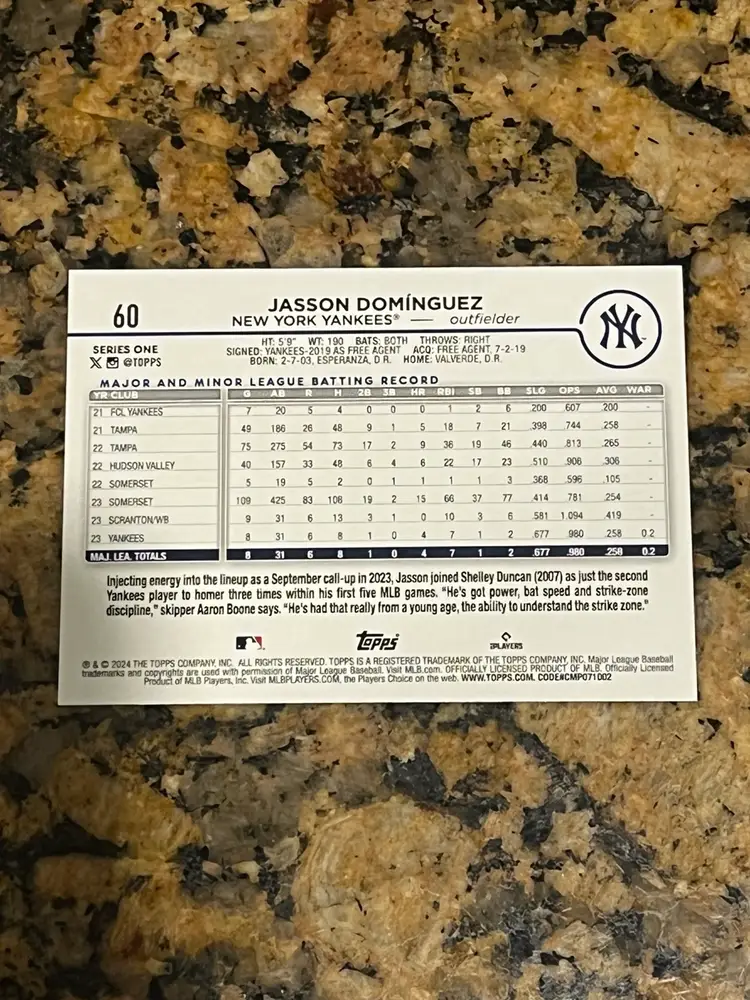 60
JASSON DOMÍNGUEZ
NEW YORK YANKEES® — outfielder
NY
SERIES ONE
@TOPPS
HT: 5'9" WT: 190 BATS: BOTH THROWS: RIGHT
SIGNED: YANKEES-2019 AS FREE AGENT ACQ: FREE AGENT, 7-2-19
BORN: 2-7-03, ESPERANZA, D.R. HOME: VALVERDE, D.R.
MAJOR AND MINOR LEAGUE BATTING RECORD
YR CLUB G AB R H 2B 3B HR RBI SB BB SLG OPS AVG WAR
21 FCL YANKEES 7 20 5 4 0 0 0 1 2 6 .200 .607 .200 -
21 TAMPA 49 186 26 48 9 1 5 18 7 21 .398 .744 .258 -
22 TAMPA 75 275 54 73 17 2 9 36 19 46 .440 .813 .265 -
22 HUDSON VALLEY 40 157 33 48 6 4 6 22 17 23 .510 .906 .306 -
22 SOMERSET 5 19 5 2 0 1 1 1 1 3 .368 .596 .105 -
23 SOMERSET 109 425 83 108 19 2 15 66 37 77 .414 .781 .254 -
23 SCRANTON/WB 9 31 6 13 3 1 0 10 3 6 .581 1.094 .419 -
23 YANKEES 8 31 6 8 1 0 4 7 1 2 .677 .980 .258 0.2
MAJ. LEA. TOTALS 8 31 6 8 1 0 4 7 1 2 .677 .980 .258 0.2
Injecting energy into the lineup as a September call-up in 2023, Jasson joined Shelley Duncan (2007) as just the second
Yankees player to homer three times within his first five MLB games. "He's got power, bat speed and strike-zone
discipline," skipper Aaron Boone says. "He's had that really from a young age, the ability to understand the strike zone."
TOPPS
PLAYERS
® & © 2024 THE TOPPS COMPANY, INC. ALL RIGHTS RESERVED. TOPPS IS A REGISTERED TRADEMARK OF THE TOPPS COMPANY, INC. Major League Baseball
trademarks and copyrights are used with permission of Major League Baseball. Visit MLB.com. OFFICIALLY LICENSED PRODUCT OF MLB. Officially Licensed
Product of MLB Players, Inc. Visit MLBPLAYERS.COM, the Players Choice on the web. WWW.TOPPS.COM. CODE#CMP071002